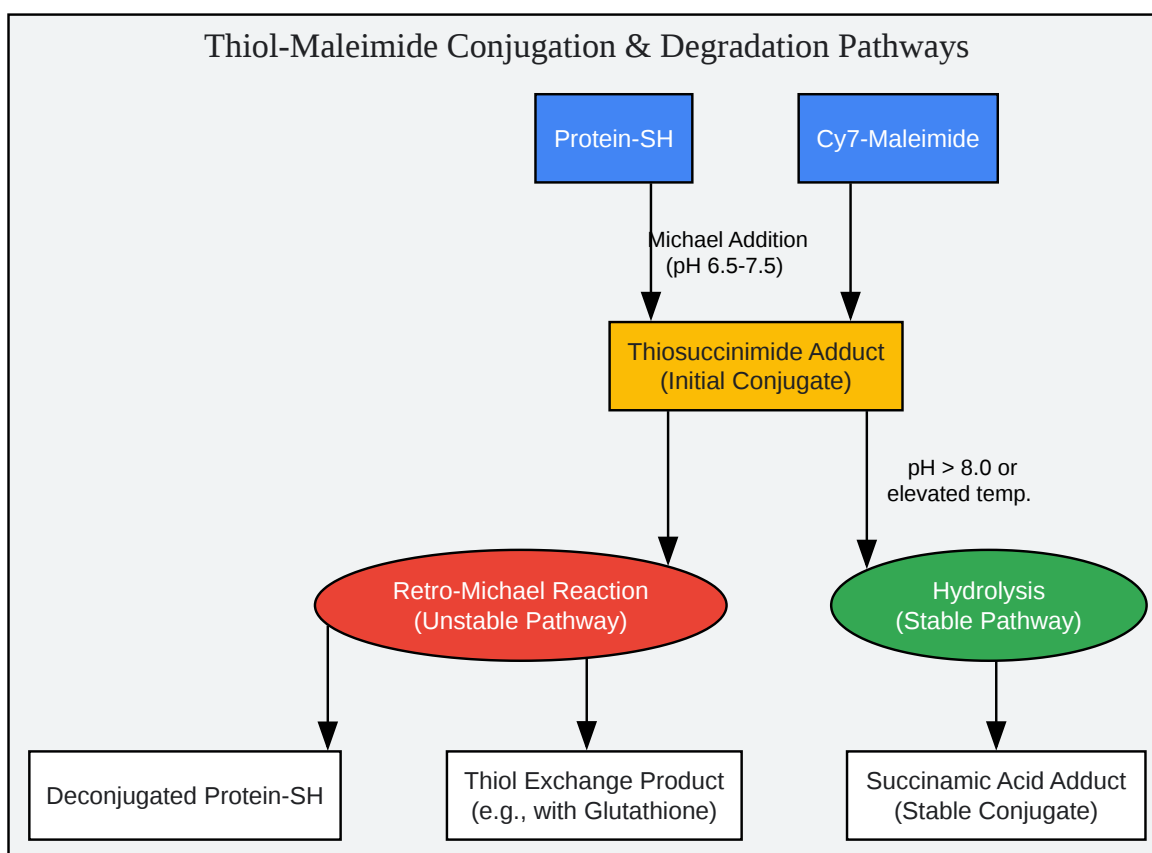 Thiol-Maleimide Conjugation & Degradation Pathways
Protein-SH
Cy7-Maleimide
Michael Addition
(pH 6.5-7.5)
Thiosuccinimide Adduct
(Initial Conjugate)
pH > 8.0 or
elevated temp.
Retro-Michael Reaction
(Unstable Pathway)
Hydrolysis
(Stable Pathway)
Deconjugated Protein-SH
Thiol Exchange Product
(e.g., with Glutathione)
Succinamic Acid Adduct
(Stable Conjugate)